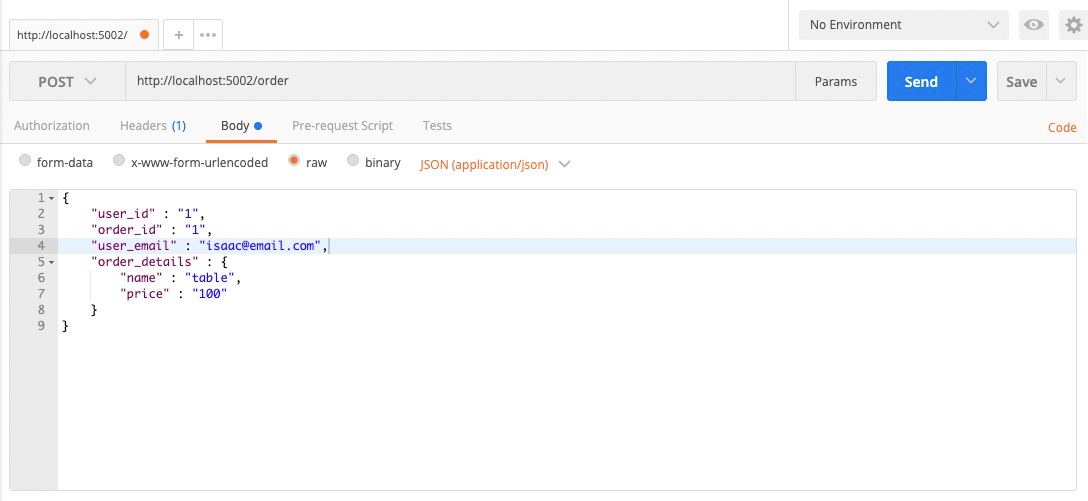 No Environment
http://localhost:5002/
+
•••
POST
http://localhost:5002/order
Params
Send
Save
Authorization
Headers (1)
Body
Pre-request Script
Tests
Code
form-data
x-www-form-urlencoded
raw
binary
JSON (application/json)
1 {
2 "user_id" : "1",
3 "order_id" : "1",
4 "user_email" : "isaac@email.com",
5 "order_details" : {
6 "name" : "table",
7 "price" : "100"
8 }
9 }